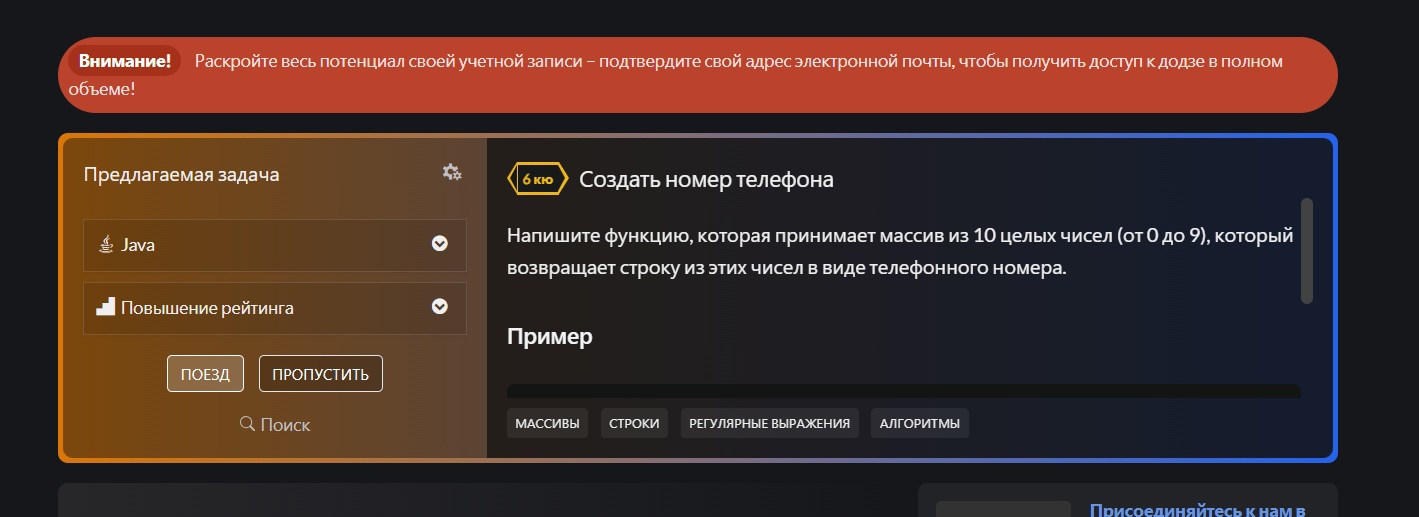 Внимание! Раскройте весь потенциал своей учетной записи – подтвердите свой адрес электронной почты, чтобы получить доступ к додзе в полном
объеме!
Предлагаемая задача
Java
Повышение рейтинга
ПОЕЗД ПРОПУСТИТЬ
Поиск
6 кю Создать номер телефона
Напишите функцию, которая принимает массив из 10 целых чисел (от 0 до 9), который
возвращает строку из этих чисел в виде телефонного номера.
Пример
МАССИВЫ СТРОКИ РЕГУЛЯРНЫЕ ВЫРАЖЕНИЯ АЛГОРИТМЫ
Присоединяйтесь к нам в